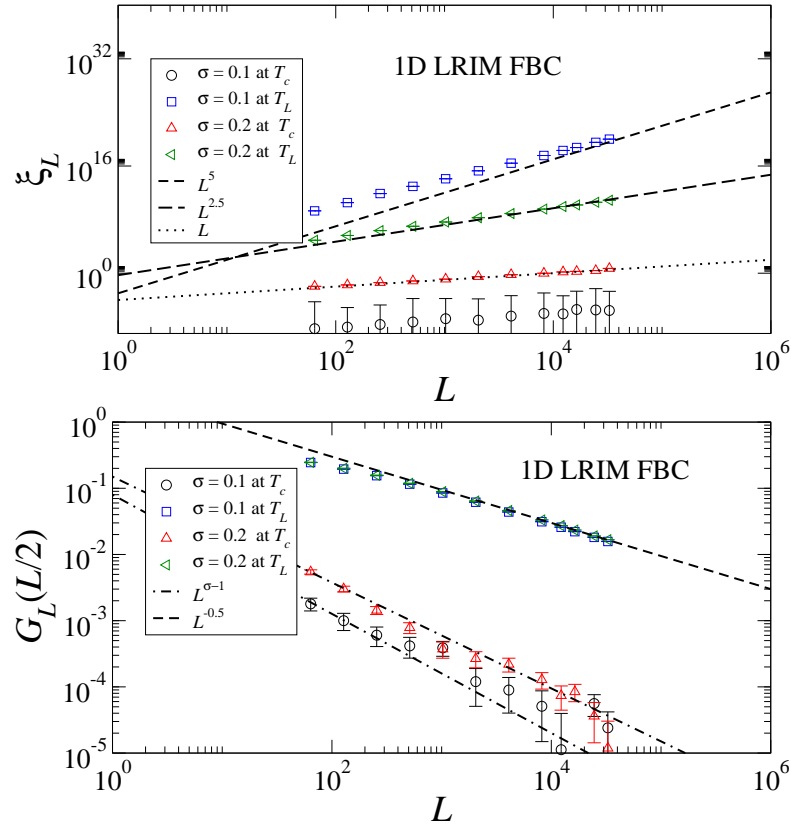 10^32
10^16
10^0
ξ_L
1D LRIM FBC
σ = 0.1 at T_c
σ = 0.1 at T_L
σ = 0.2 at T_c
σ = 0.2 at T_L
L^5
L^2.5
L
10^0 10^2 10^4 10^6
L
10^0
10^-1
10^-2
10^-3
10^-4
10^-5
G_L(L/2)
1D LRIM FBC
σ = 0.1 at T_c
σ = 0.1 at T_L
σ = 0.2 at T_c
σ = 0.2 at T_L
L^σ-1
L^-0.5
10^0 10^2 10^4 10^6
L